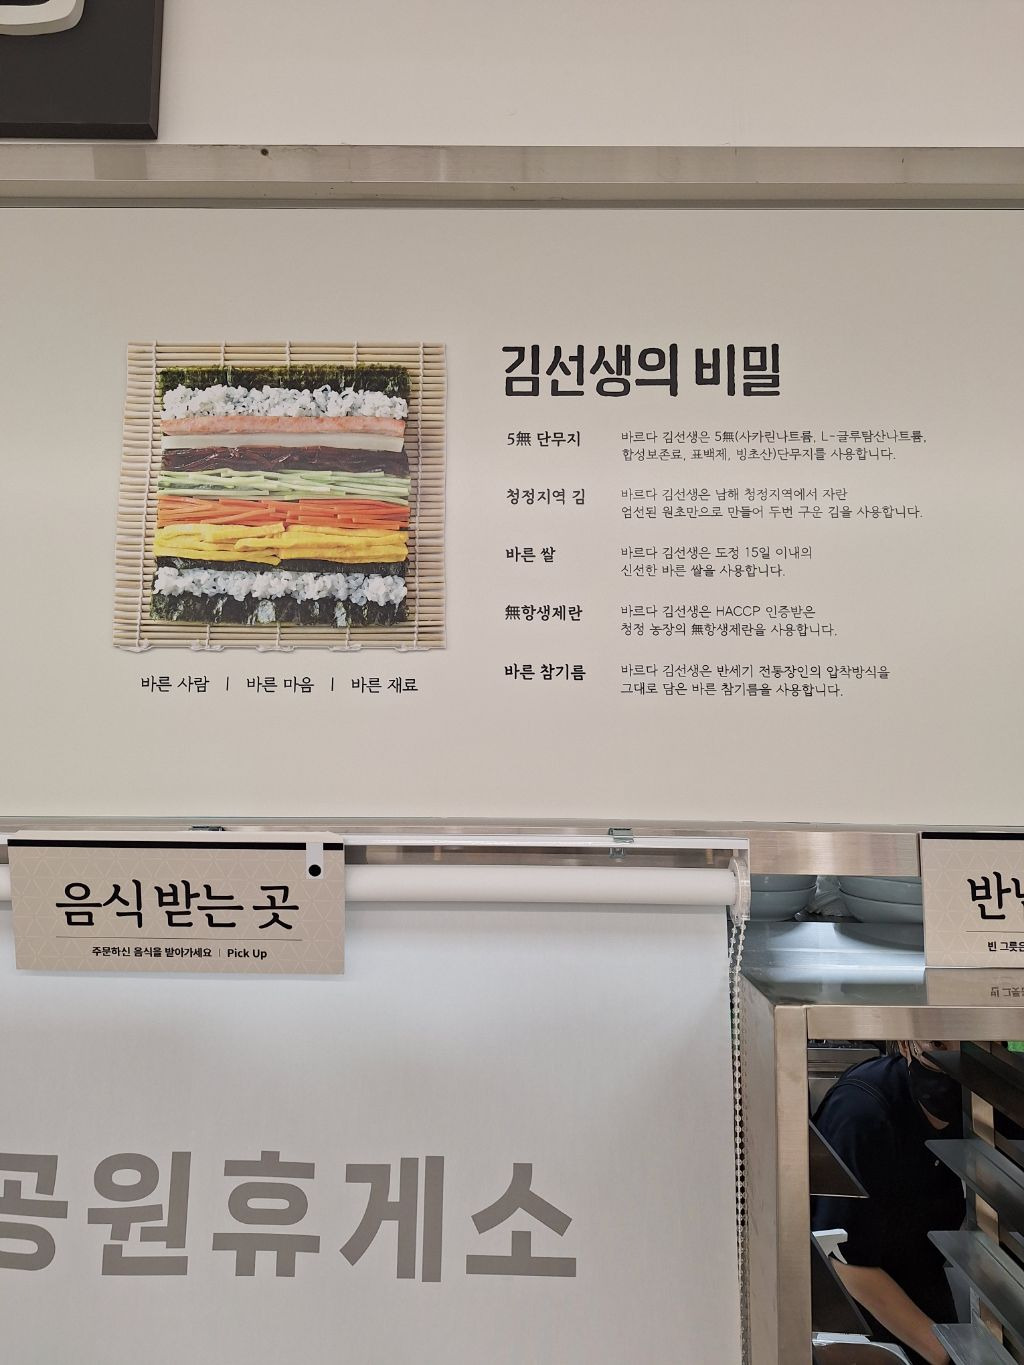 김선생의 비밀
5無 단무지
바르다 김선생은 5無(사카린나트륨, L-글루탐산나트륨,
합성보존료, 표백제, 빙초산)단무지를 사용합니다.
청정지역 김
바르다 김선생은 남해 청정지역에서 자란
엄선된 원초만으로 만들어 두번 구운 김을 사용합니다.
바른 쌀
바르다 김선생은 도정 15일 이내의
신선한 바른 쌀을 사용합니다.
無항생제란
바르다 김선생은 HACCP 인증받은
청정 농장의 無항생제란을 사용합니다.
바른 참기름
바르다 김선생은 반세기 전통장인의 압착방식을
그대로 담은 바른 참기름을 사용합니다.
바른 사람 | 바른 마음 | 바른 재료
음식 받는 곳
주문하신 음식을 받아가세요 | Pick Up
반
빈 그릇은
공원휴게소